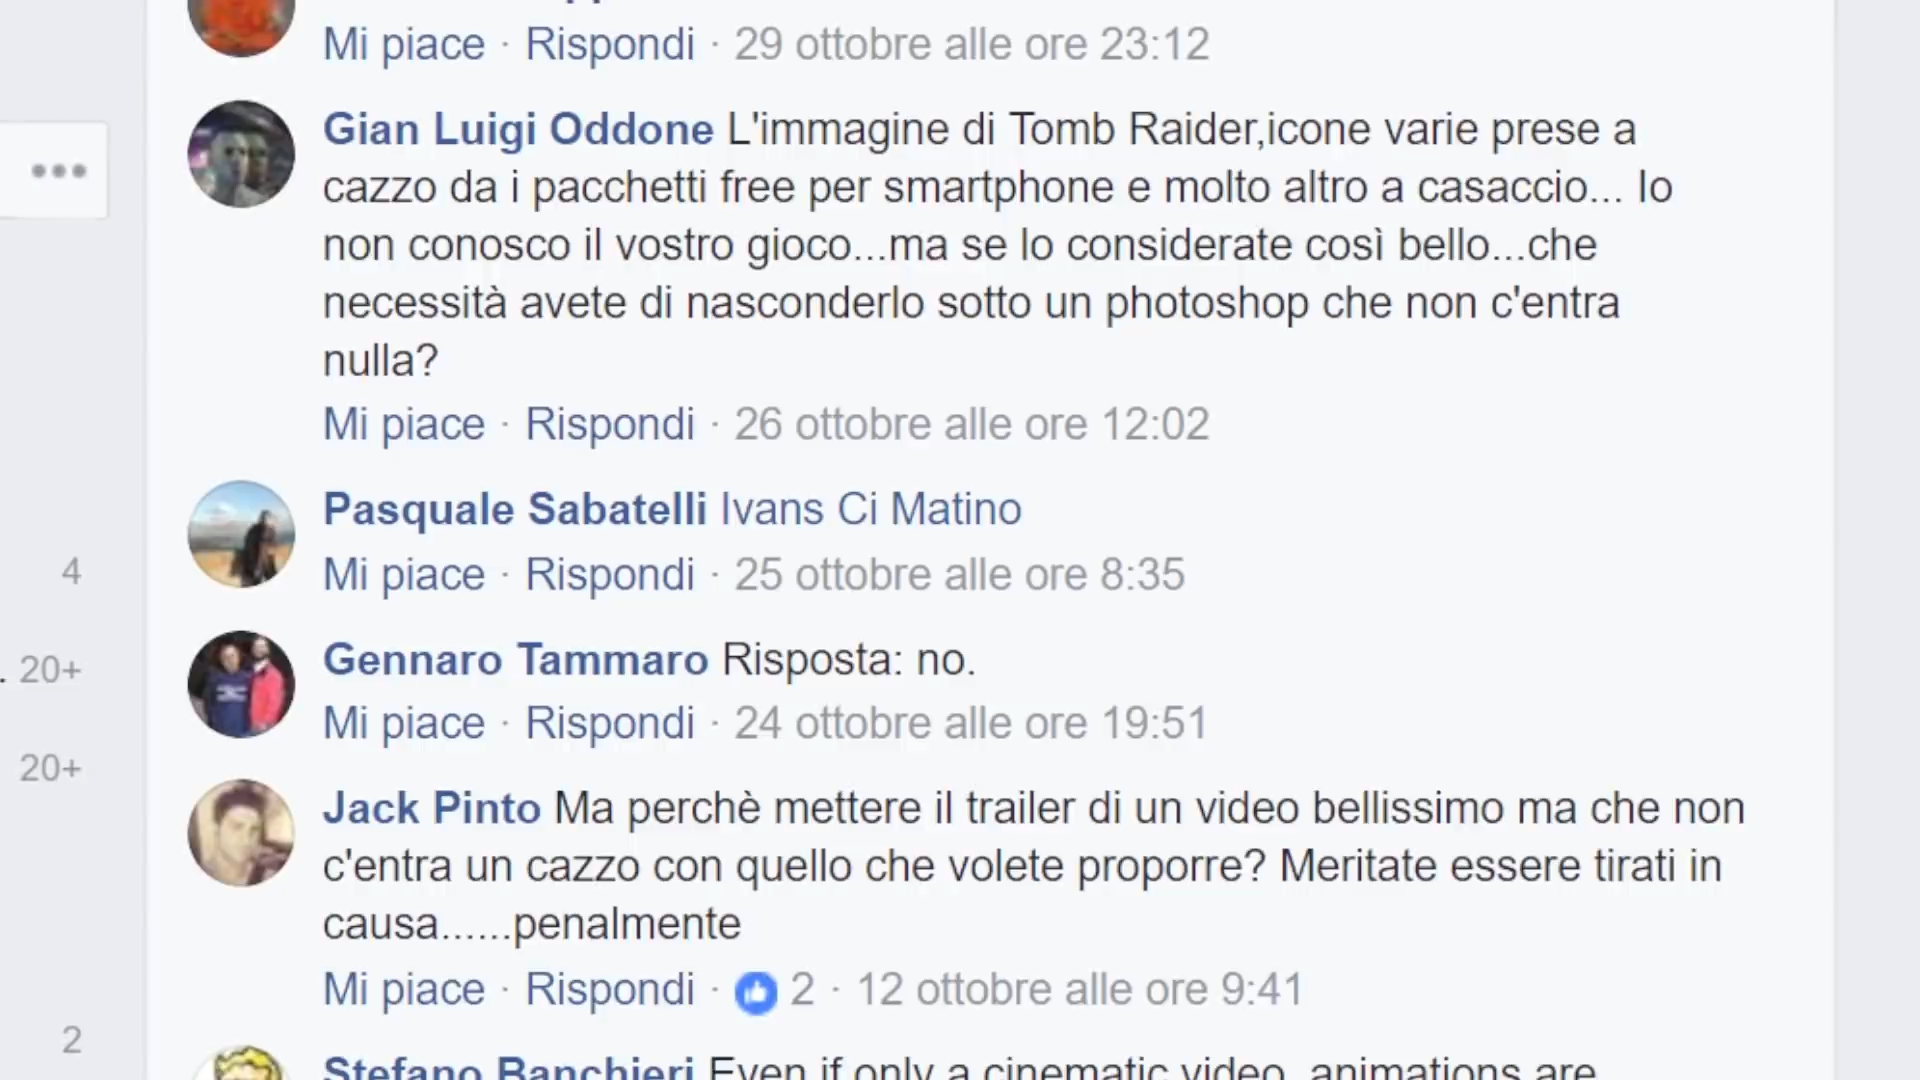 Mi piace · Rispondi · 29 ottobre alle ore 23:12
Gian Luigi Oddone L'immagine di Tomb Raider,icone varie prese a
cazzo da i pacchetti free per smartphone e molto altro a casaccio... Io
non conosco il vostro gioco...ma se lo considerate così bello...che
necessità avete di nasconderlo sotto un photoshop che non c'entra
nulla?
Mi piace · Rispondi · 26 ottobre alle ore 12:02
Pasquale Sabatelli Ivans Ci Matino
Mi piace · Rispondi · 25 ottobre alle ore 8:35
4
Gennaro Tammaro Risposta: no.
. 20+
Mi piace · Rispondi · 24 ottobre alle ore 19:51
20+
Jack Pinto Ma perchè mettere il trailer di un video bellissimo ma che non
c'entra un cazzo con quello che volete proporre? Meritate essere tirati in
causa......penalmente
Mi piace · Rispondi · 2 · 12 ottobre alle ore 9:41
2
Stefano Banchieri Even if only a cinematic video, animations are